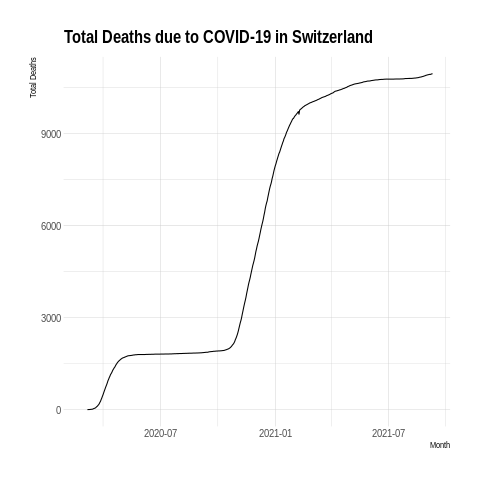 Total Deaths due to COVID-19 in Switzerland
Total Deaths
9000
6000
3000
0
2020-07
2021-01
2021-07
Month